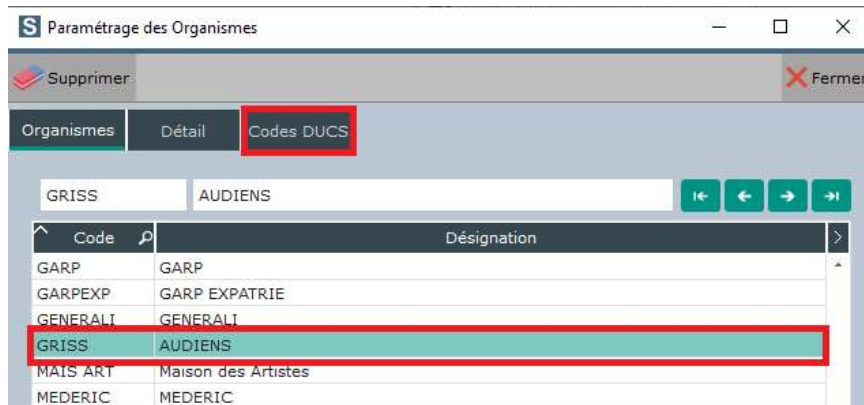 S Paramétrage des Organismes
Supprimer Fermer
Organismes Détail Codes DUCS
GRISS AUDIENS
Code Désignation
GARP GARP
GARPEXP GARP EXPATRIE
GENERALI GENERALI
GRISS AUDIENS
MAIS ART Maison des Artistes
MEDERIC MEDERIC